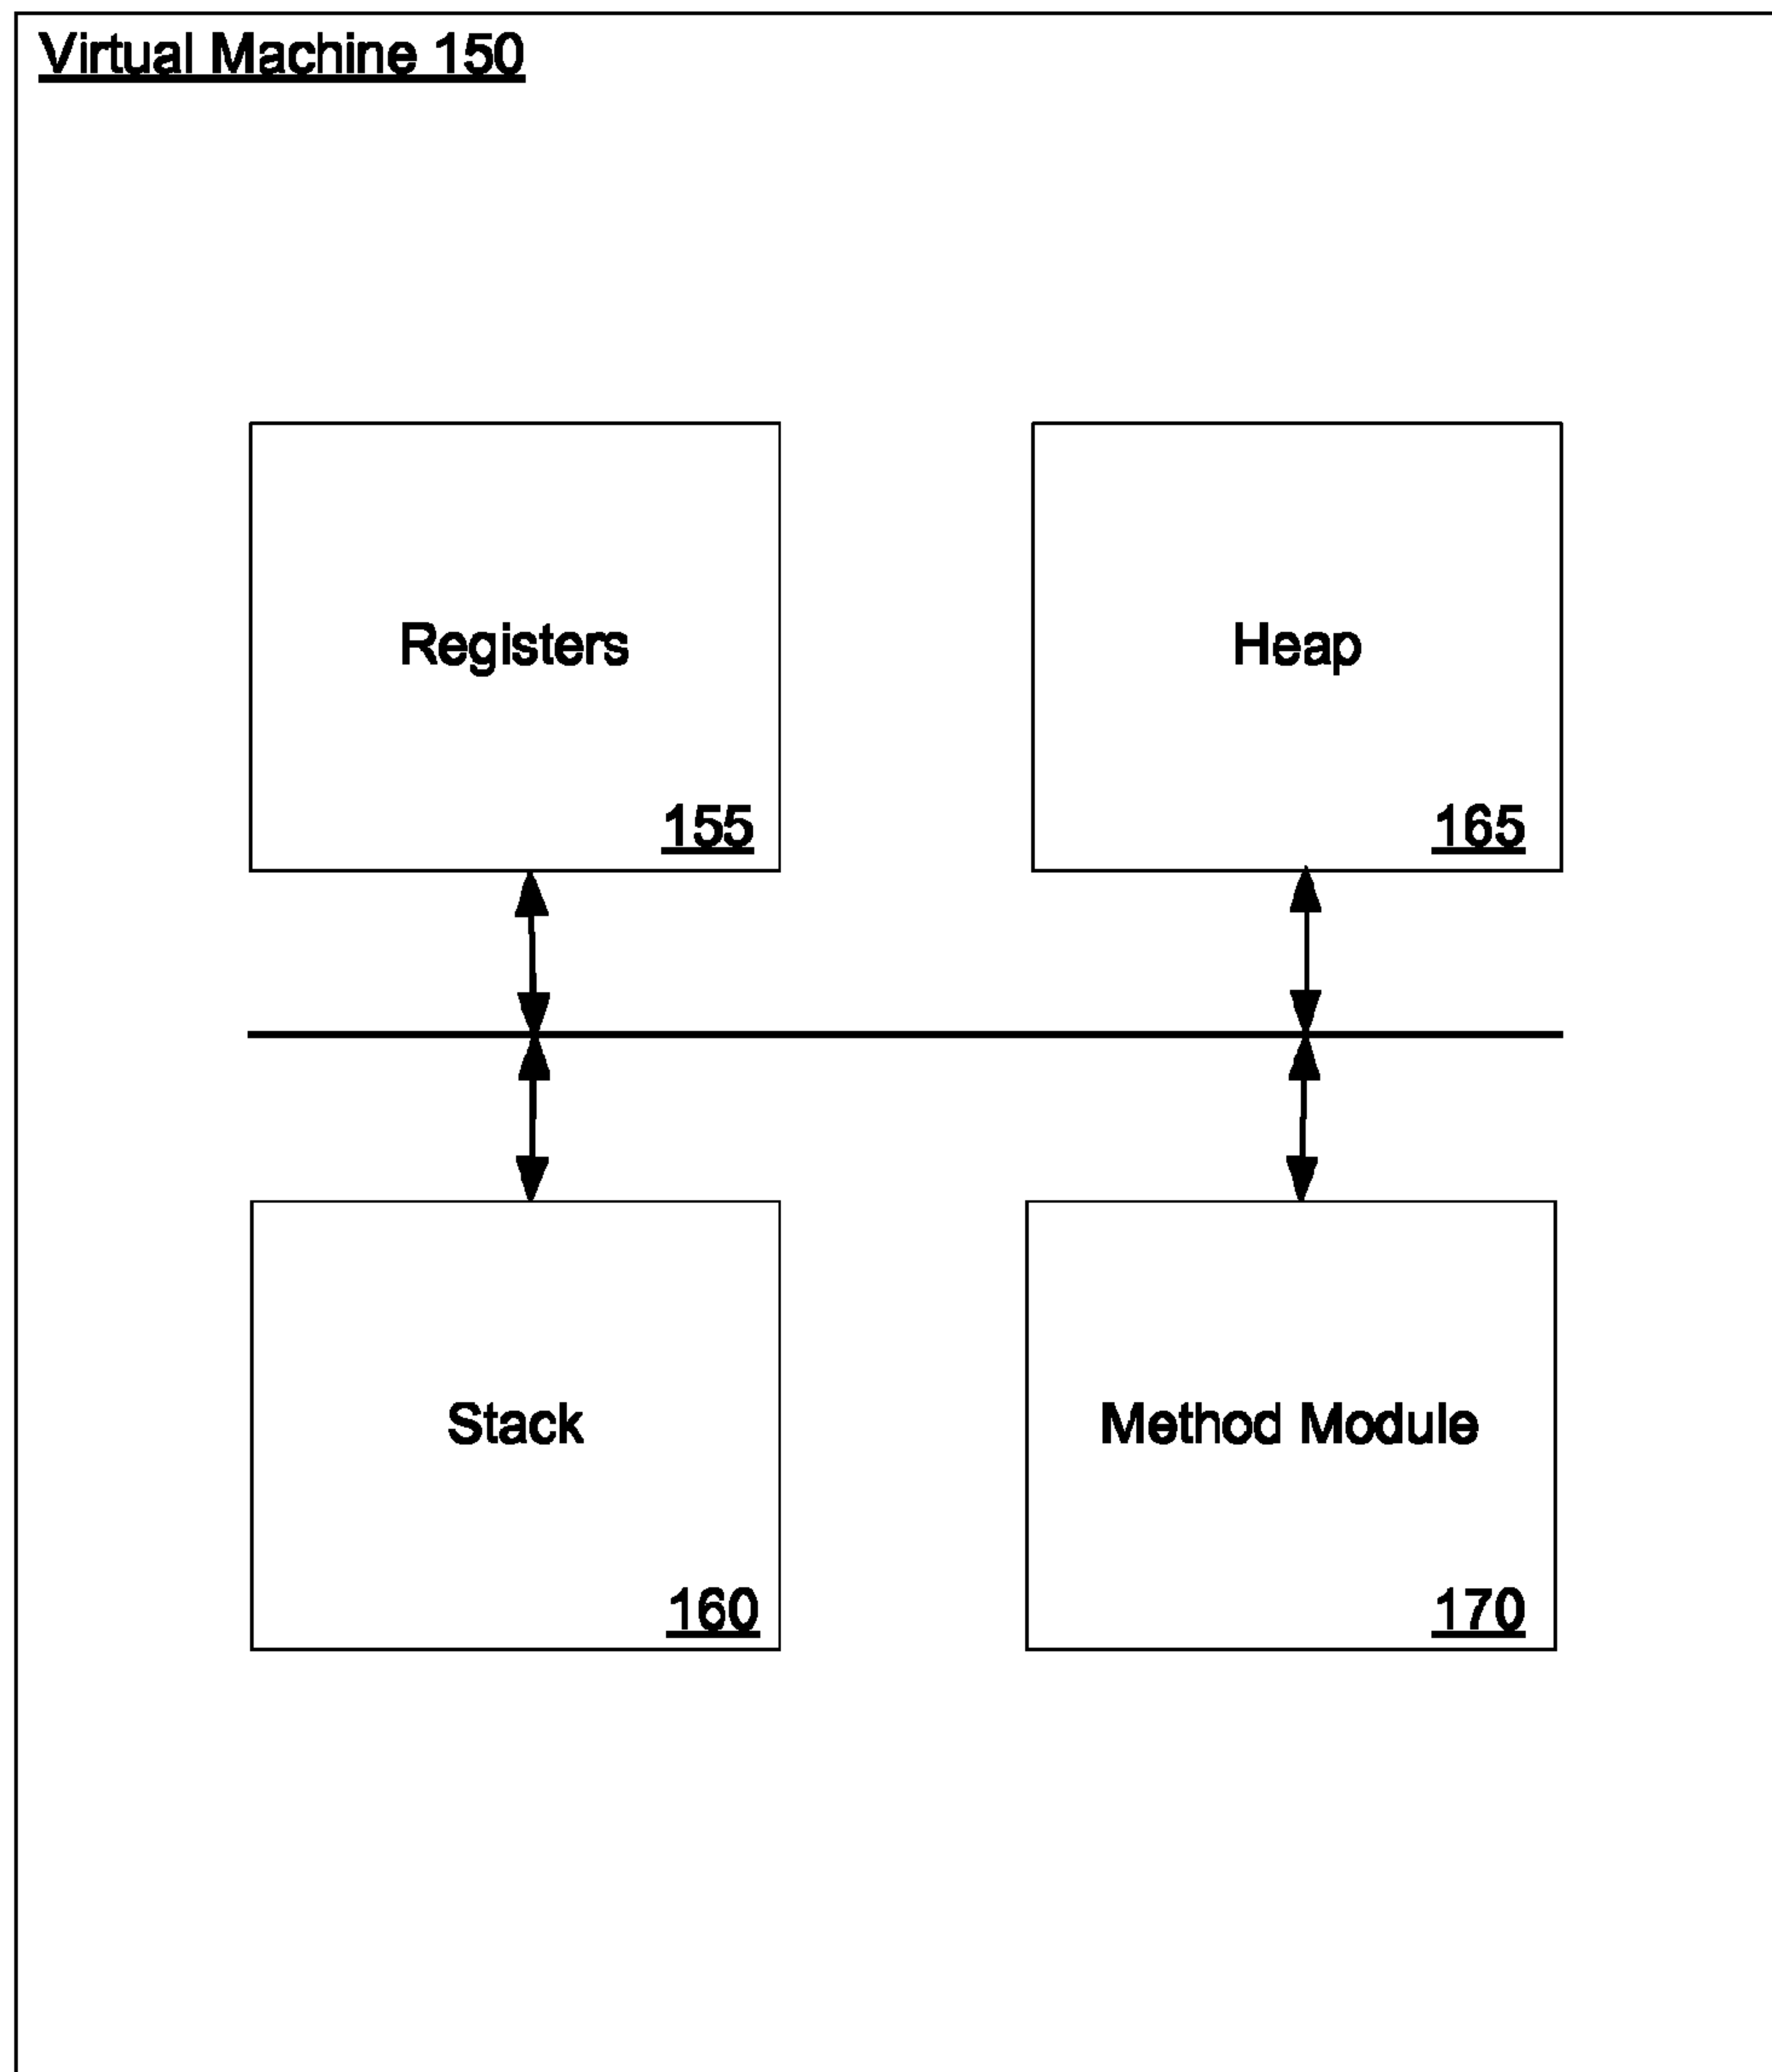 Virtual Machine 150
Registers
155
Heap
165
Stack
160
Method Module
170